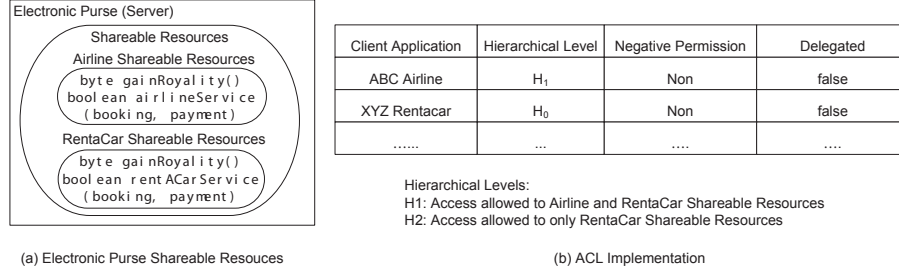 Electronic Purse (Server)
Shareable Resources
Airline Shareable Resources
byte gainRoyality()
boolean airlineService
(booking, payment)
RentaCar Shareable Resources
byte gainRoyality()
boolean rentACarService
(booking, payment)
(a) Electronic Purse Shareable Resouces
Client Application Hierarchical Level Negative Permission Delegated
ABC Airline H1 Non false
XYZ Rentacar H0 Non false
...... ... .... ....
Hierarchical Levels:
H1: Access allowed to Airline and RentaCar Shareable Resources
H2: Access allowed to only RentaCar Shareable Resources
(b) ACL Implementation